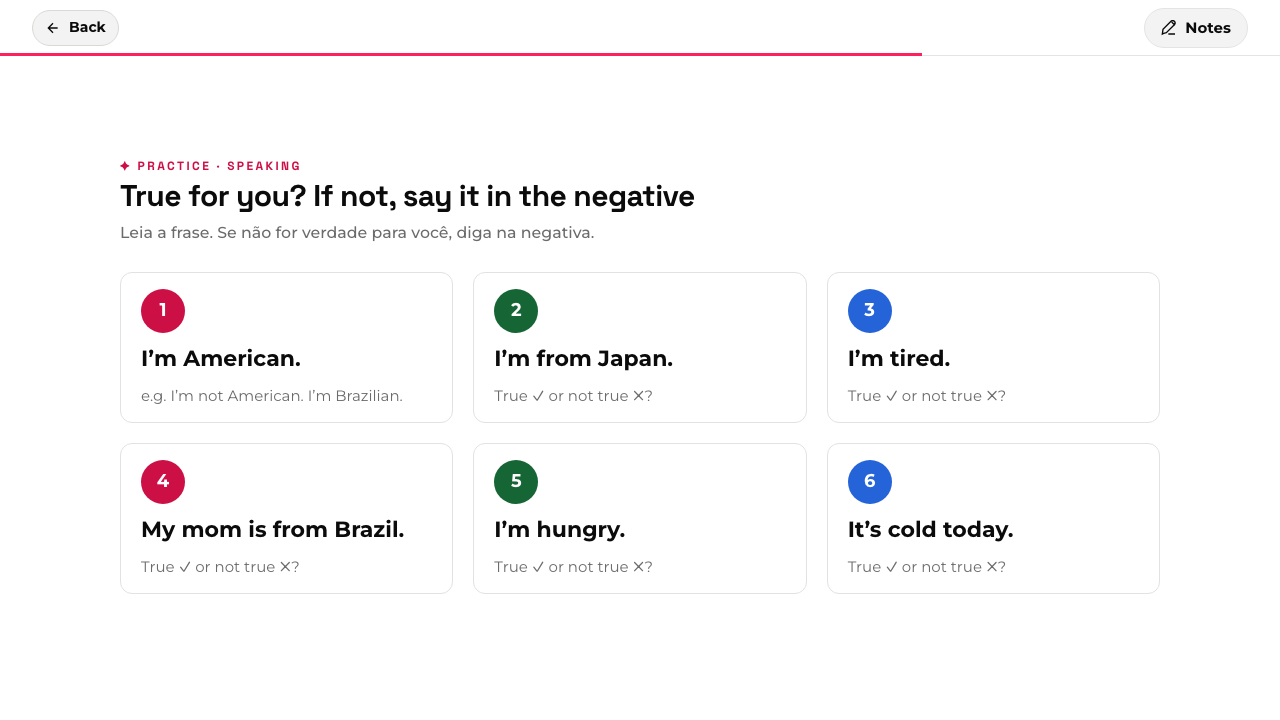 Back
Notes
✦ PRACTICE · SPEAKING
True for you? If not, say it in the negative
Leia a frase. Se não for verdade para você, diga na negativa.
1
I’m American.
e.g. I’m not American. I’m Brazilian.
2
I’m from Japan.
True ✓ or not true ✕?
3
I’m tired.
True ✓ or not true ✕?
4
My mom is from Brazil.
True ✓ or not true ✕?
5
I’m hungry.
True ✓ or not true ✕?
6
It’s cold today.
True ✓ or not true ✕?